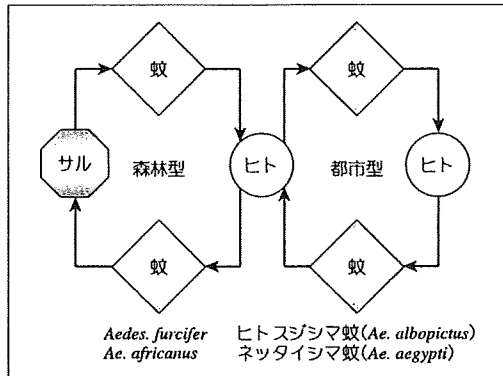 蚊
蚊
サル
森林型
ヒト
都市型
ヒト
蚊
蚊
Aedes. furcifer
Ae. africanus
ヒトスジシマ蚊(Ae. albopictus)
ネッタイシマ蚊(Ae. aegypti)